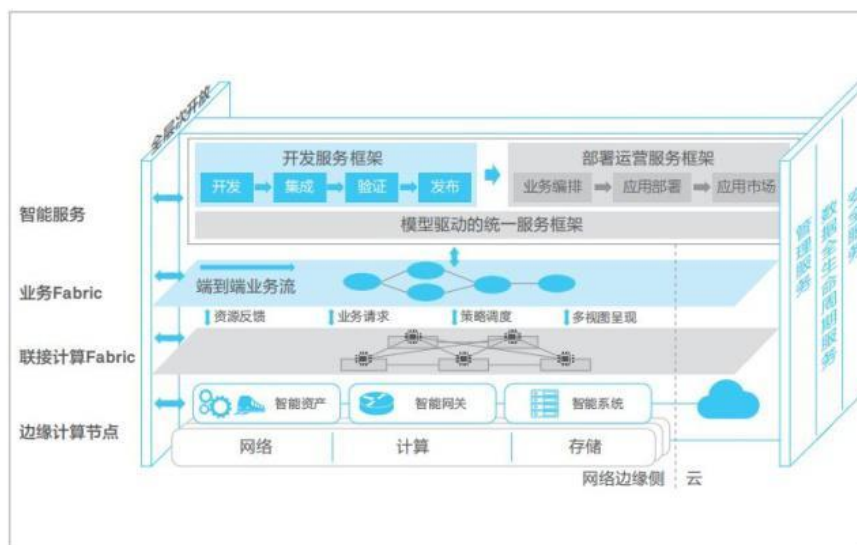 全层次开放
开发服务框架
部署运营服务框架
开发
集成
验证
发布
业务编排
应用部署
应用市场
模型驱动的统一服务框架
智能服务
业务Fabric
端到端业务流
资源反馈
业务请求
策略调度
多视图呈现
联接计算Fabric
边缘计算节点
智能资产
智能网关
智能系统
网络
计算
存储
网络边缘侧
云
管理服务
数据全生命周期服务